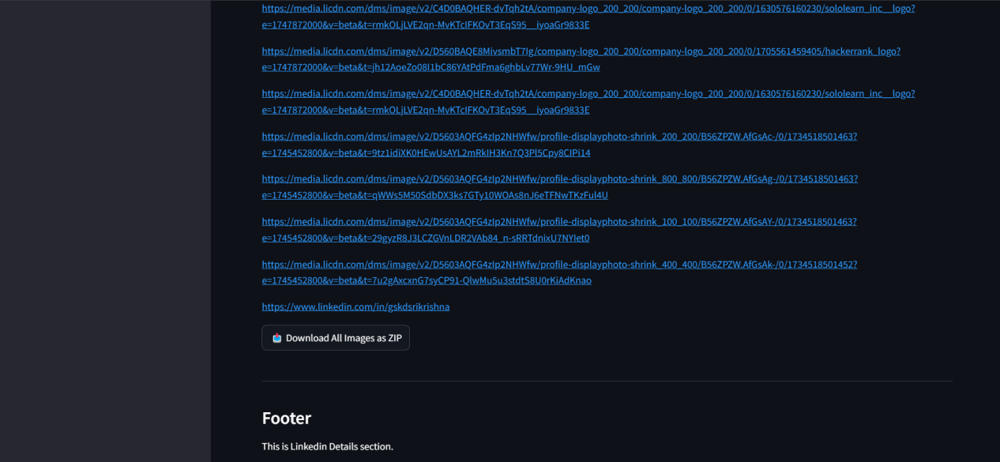 https://media.licdn.com/dms/image/v2/C4D0BAQHER-dvTqh2tA/company-logo_200_200/company-logo_200_200/0/1630576160230/sololearn_inc__logo?
e=1747872000&v=beta&t=rmkOLjLVE2qn-MvKTcIFKOvT3EqS95__iyoaGr9833E
https://media.licdn.com/dms/image/v2/D560BAQE8MivsmbT7Ig/company-logo_200_200/company-logo_200_200/0/1705561459405/hackerrank_logo?
e=1747872000&v=beta&t=jh12AoeZo08I1bC86YAtPdFma6ghbLv77Wr-9HU_mGw
https://media.licdn.com/dms/image/v2/C4D0BAQHER-dvTqh2tA/company-logo_200_200/company-logo_200_200/0/1630576160230/sololearn_inc__logo?
e=1747872000&v=beta&t=rmkOLjLVE2qn-MvKTcIFKOvT3EqS95__iyoaGr9833E
https://media.licdn.com/dms/image/v2/D5603AQFG4zIp2NHWfw/profile-displayphoto-shrink_200_200/B56ZPZW.AfGsAc-/0/1734518501463?
e=1745452800&v=beta&t=9tz1idiXK0HEwUsAYL2mRkIH3Kn7Q3Pl5Cpy8CIPi14
https://media.licdn.com/dms/image/v2/D5603AQFG4zIp2NHWfw/profile-displayphoto-shrink_800_800/B56ZPZW.AfGsAg-/0/1734518501463?
e=1745452800&v=beta&t=qWWs5M50SdbDX3ks7GTy10WOAs8nJ6eTFNwTKzFul4U
https://media.licdn.com/dms/image/v2/D5603AQFG4zIp2NHWfw/profile-displayphoto-shrink_100_100/B56ZPZW.AfGsAY-/0/1734518501463?
e=1745452800&v=beta&t=29gyzR8J3LCZGVnLDR2VAb84_n-sRRTdnixU7NYIet0
https://media.licdn.com/dms/image/v2/D5603AQFG4zIp2NHWfw/profile-displayphoto-shrink_400_400/B56ZPZW.AfGsAk-/0/1734518501452?
e=1745452800&v=beta&t=7u2gAxcxnG7syCP91-QlwMu5u3stdtS8U0rKiAdKnao
https://www.linkedin.com/in/gskdsrikrishna
Download All Images as ZIP
Footer
This is Linkedin Details section.